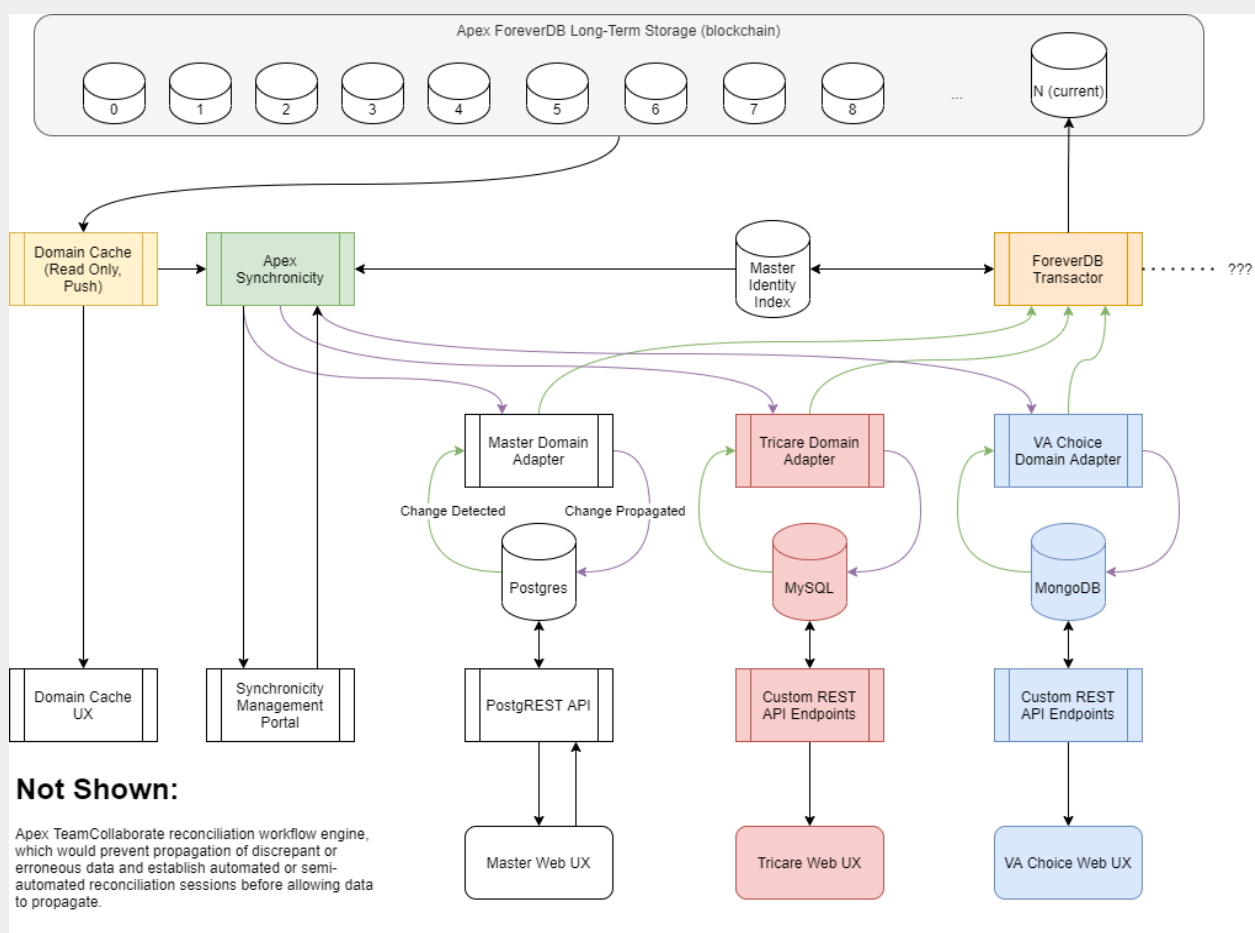 Apex ForeverDB Long-Term Storage (blockchain)
0
1
2
3
4
5
6
7
8
...
N (current)
Domain Cache
(Read Only,
Push)
Apex
Synchronicity
Master
Identity
Index
ForeverDB
Transactor
???
Master Domain
Adapter
Tricare Domain
Adapter
VA Choice
Domain Adapter
Change Detected
Change Propagated
Postgres
MySQL
MongoDB
Domain Cache
UX
Synchronicity
Management
Portal
PostgREST API
Custom REST
API Endpoints
Custom REST
API Endpoints
Not Shown:
Apex TeamCollaborate reconciliation workflow engine,
which would prevent propagation of discrepant or
erroneous data and establish automated or semi-
automated reconciliation sessions before allowing data
to propagate.
Master Web UX
Tricare Web UX
VA Choice Web UX